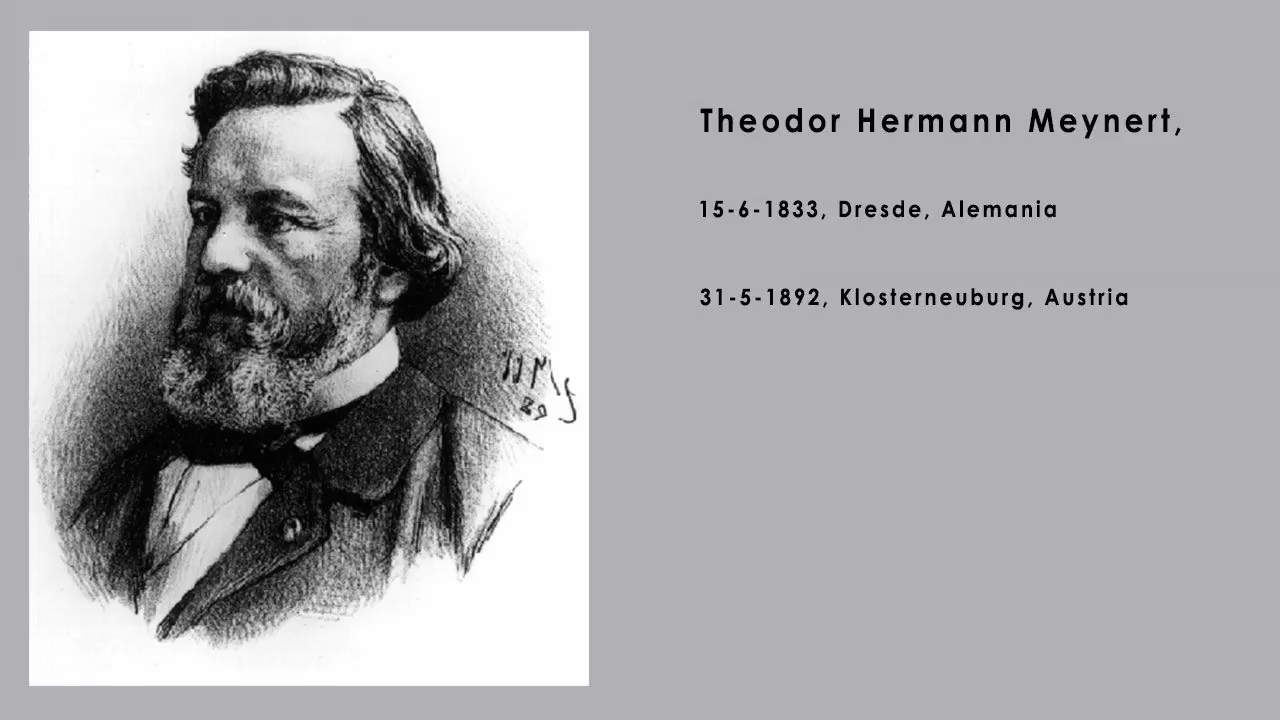 Theodor Hermann Meynert,
15-6-1833, Dresde, Alemania
31-5-1892, Klosterneuburg, Austria